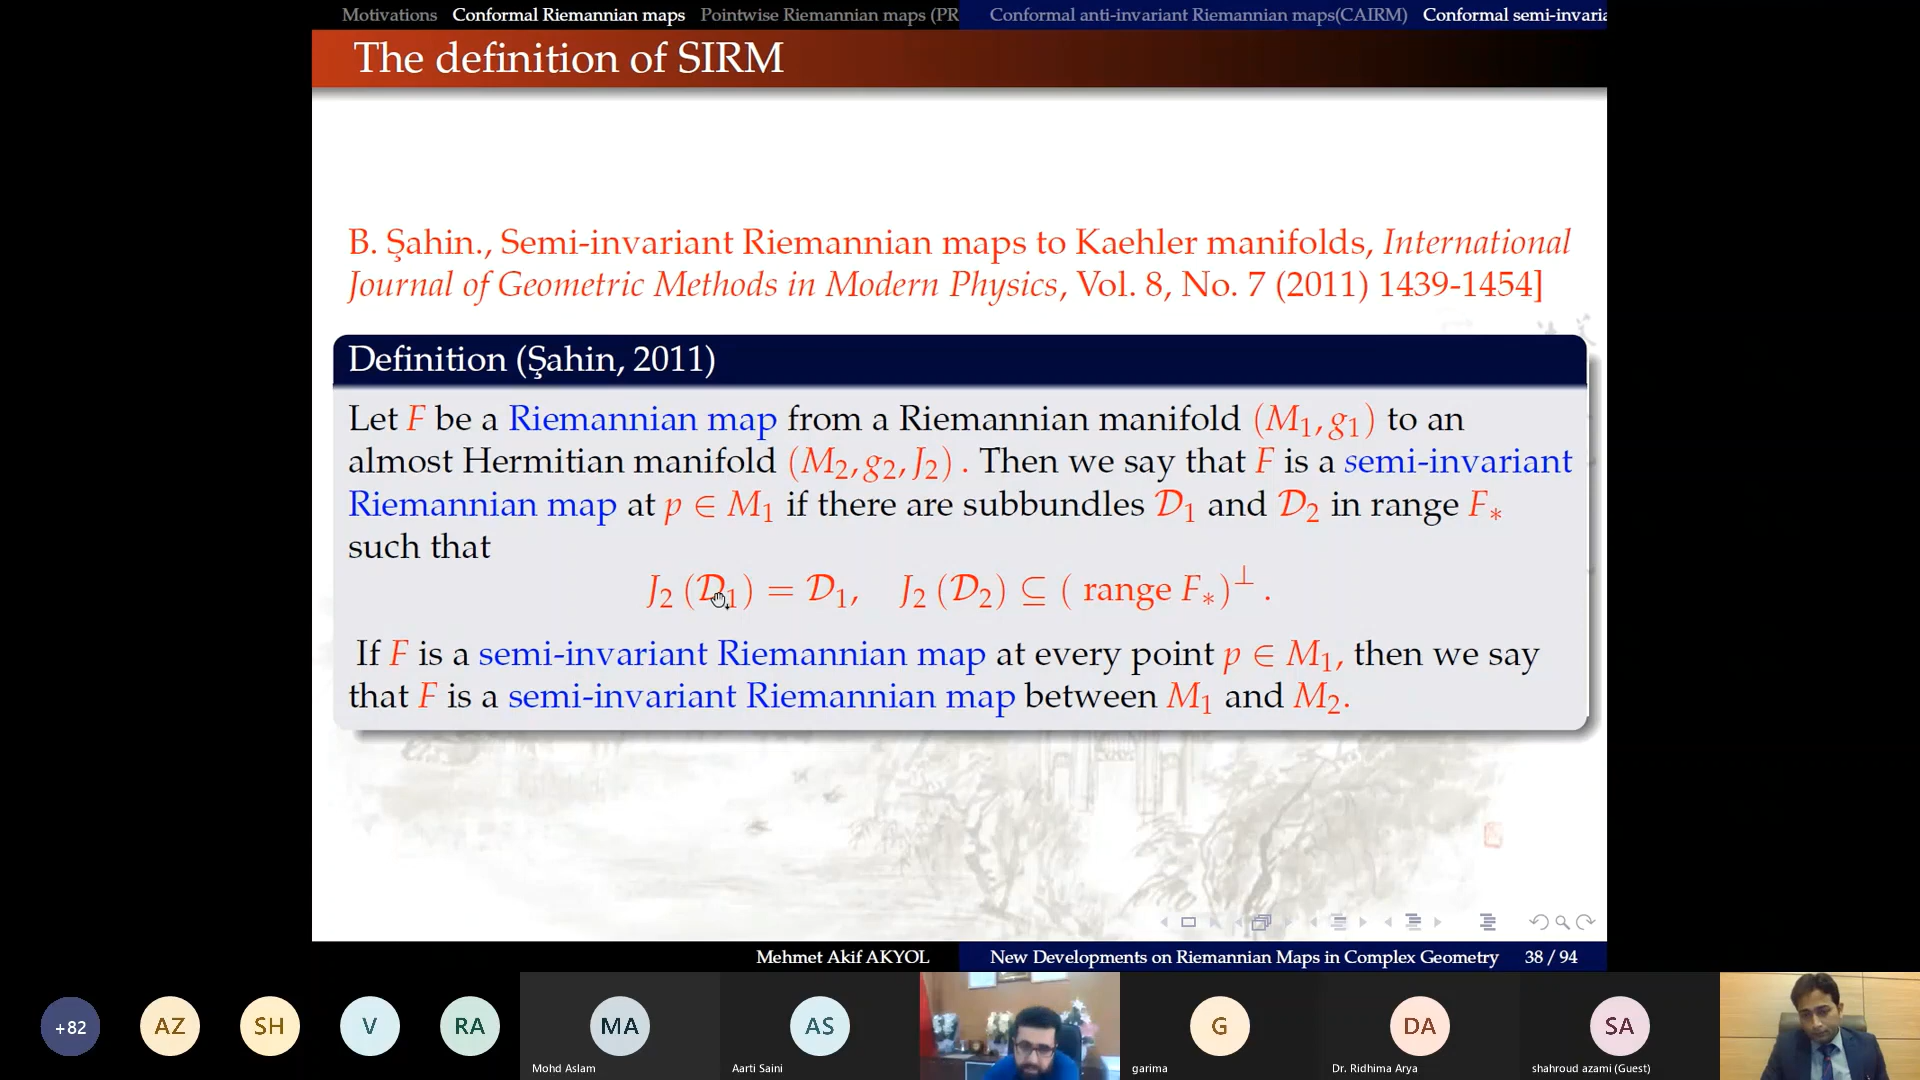 Motivations Conformal Riemannian maps Pointwise Riemannian maps (PR Conformal anti-invariant Riemannian maps(CAIRM) Conformal semi-invaria
The definition of SIRM
B. Şahin., Semi-invariant Riemannian maps to Kaehler manifolds, International
Journal of Geometric Methods in Modern Physics, Vol. 8, No. 7 (2011) 1439-1454]
Definition (Şahin, 2011)
Let F be a Riemannian map from a Riemannian manifold (M₁, g₁) to an
almost Hermitian manifold (M₂, g₂, J₂) . Then we say that F is a semi-invariant
Riemannian map at p ∈ M₁ if there are subbundles 𝒟₁ and 𝒟₂ in range F∗
such that
J₂ (𝒟₁) = 𝒟₁, J₂ (𝒟₂) ⊆ ( range F∗)⊥ .
If F is a semi-invariant Riemannian map at every point p ∈ M₁, then we say
that F is a semi-invariant Riemannian map between M₁ and M₂.
Mehmet Akif AKYOL New Developments on Riemannian Maps in Complex Geometry 38 / 94
+82 AZ SH V RA MA AS G DA SA
Mohd Aslam Aarti Saini garima Dr. Ridhima Arya shahroud azami (Guest)